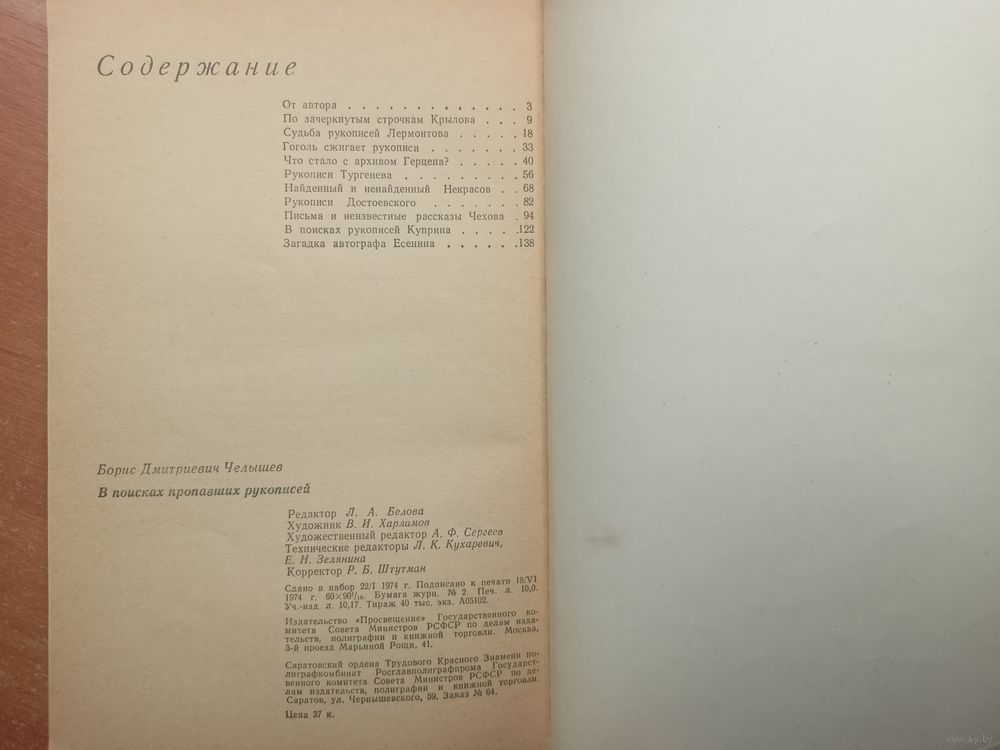 Содержание
От автора . . . . . . . . . . . . . 3
По зачеркнутым строчкам Крылова . . . 9
Судьба рукописей Лермонтова . . . . . 18
Гоголь сжигает рукописи . . . . . . . 33
Что стало с архивом Герцена? . . . . . 40
Рукописи Тургенева . . . . . . . . . 56
Найденный и ненайденный Некрасов . . 68
Рукописи Достоевского . . . . . . . 82
Письма и неизвестные рассказы Чехова . 94
В поисках рукописей Куприна . . . . .122
Загадка автографа Есенина . . . . . .138
Борис Дмитриевич Челышев
В поисках пропавших рукописей
Редактор Л. А. Белова
Художник В. И. Харламов
Художественный редактор А. Ф. Сергеев
Технические редакторы Л. К. Кухаревич,
Е. Н. Зелянина
Корректор Р. Б. Штутман
Сдано в набор 22/I 1974 г. Подписано к печати 18/VI
1974 г. 60×90¹/₁₆. Бумага журн. № 2. Печ. л. 10,0.
Уч.-изд. л. 10,17. Тираж 40 тыс. экз. А05102.
Издательство «Просвещение» Государственного ко-
митета Совета Министров РСФСР по делам изда-
тельств, полиграфии и книжной торговли. Москва,
3-й проезд Марьиной Рощи, 41.
Саратовский ордена Трудового Красного Знамени по-
лиграфкомбинат Росглавполиграфпрома Государст-
венного комитета Совета Министров РСФСР по де-
лам издательств, полиграфии и книжной торговли.
Саратов, ул. Чернышевского, 59. Заказ № 64.
Цена 37 к.
www.ay.by